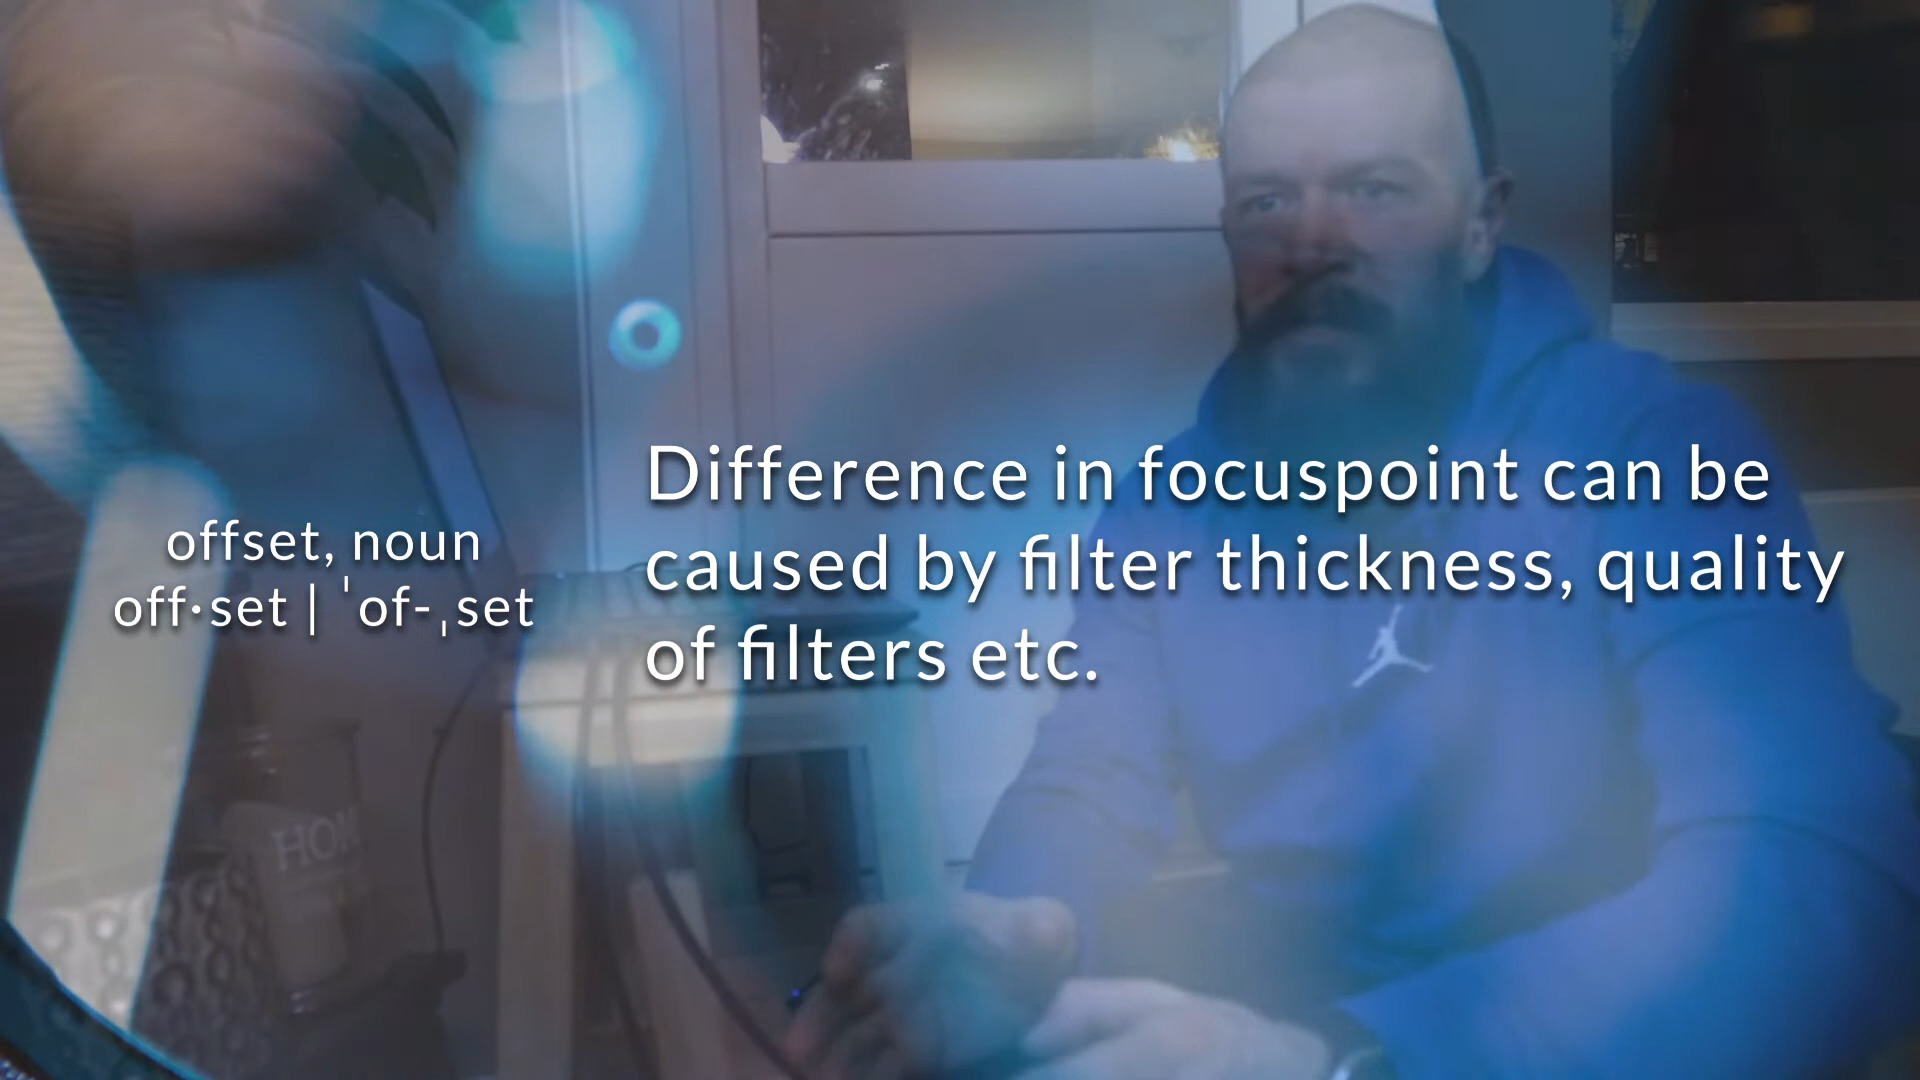 offset, noun
off·set | ˈof-ˌset
Difference in focuspoint can be
caused by filter thickness, quality
of filters etc.
HOM